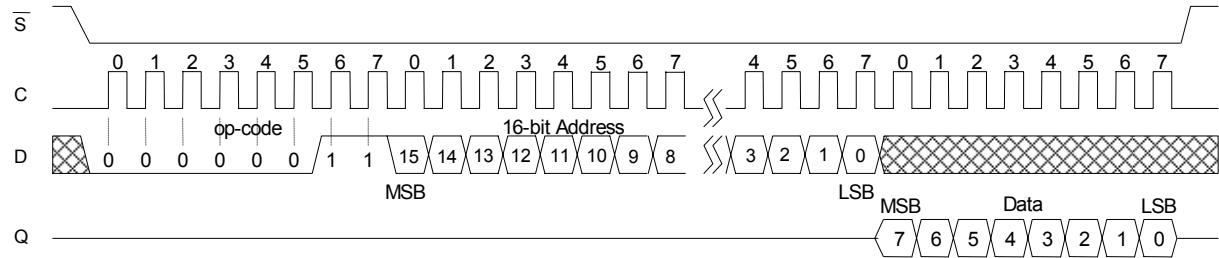 S
0 1 2 3 4 5 6 7 0 1 2 3 4 5 6 7 4 5 6 7 0 1 2 3 4 5 6 7
C
op-code 16-bit Address
D 0 0 0 0 0 0 1 1 15 14 13 12 11 10 9 8 3 2 1 0
MSB LSB MSB Data LSB
Q 7 6 5 4 3 2 1 0